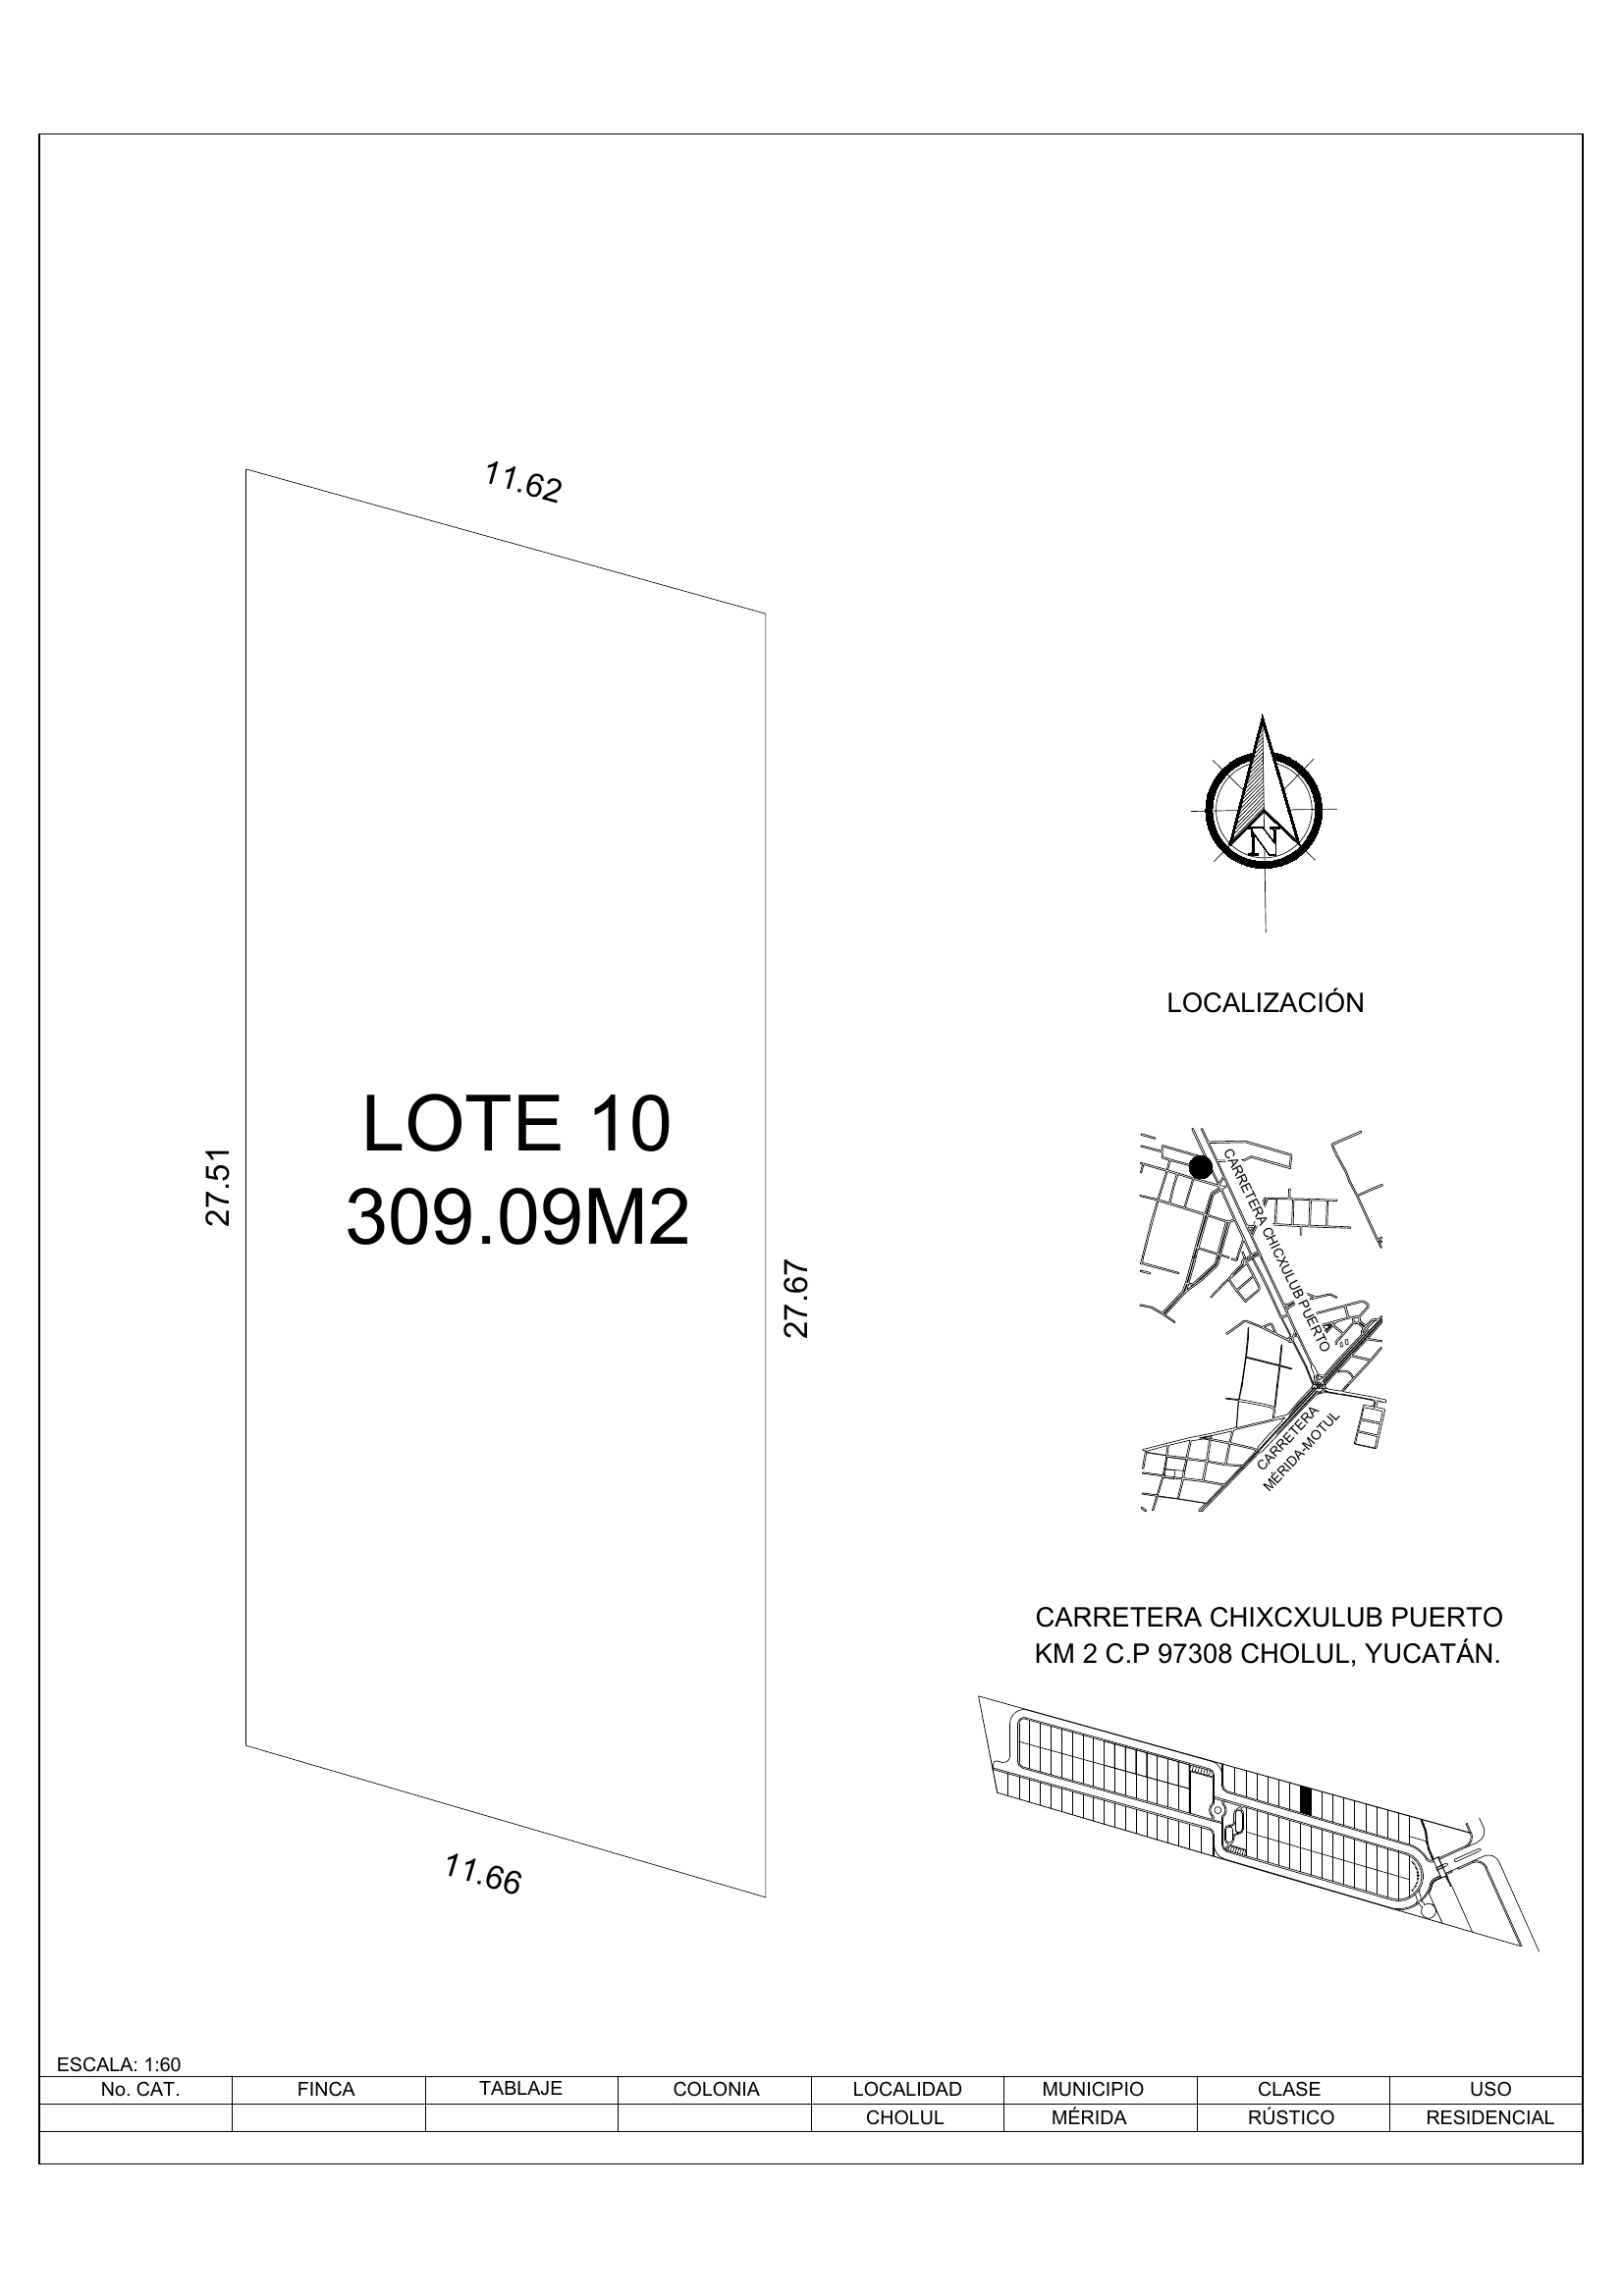 11.62
27.51
LOTE 10
309.09M2
27.67
11.66
N
LOCALIZACIÓN
CARRETERA CHICXULUB PUERTO
CARRETERA
MÉRIDA-MOTUL
CARRETERA CHIXCXULUB PUERTO
KM 2 C.P 97308 CHOLUL, YUCATÁN.
ESCALA: 1:60
No. CAT. FINCA TABLAJE COLONIA LOCALIDAD MUNICIPIO CLASE USO
CHOLUL MÉRIDA RÚSTICO RESIDENCIAL